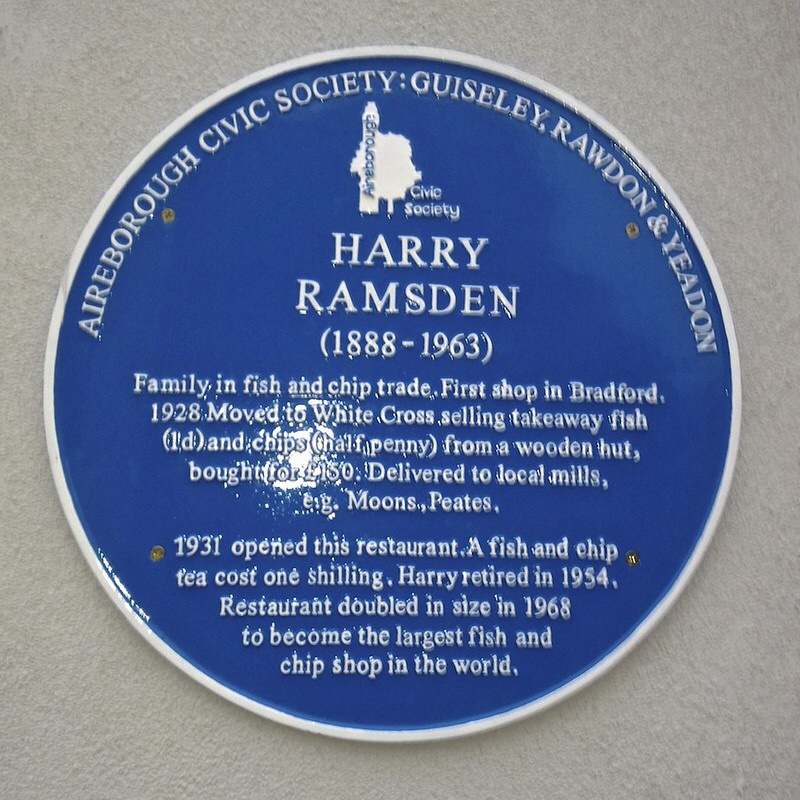 AIREBOROUGH CIVIC SOCIETY: GUISELEY, RAWDON & YEADON
Aireborough
Civic
Society
HARRY
RAMSDEN
(1888-1963)
Family in fish and chip trade. First shop in Bradford.
1928 Moved to White Cross selling takeaway fish
(1d) and chips (half penny) from a wooden hut,
bought for £150. Delivered to local mills,
e.g. Moons, Peates.
1931 opened this restaurant. A fish and chip
tea cost one shilling. Harry retired in 1954.
Restaurant doubled in size in 1968
to become the largest fish and
chip shop in the world.